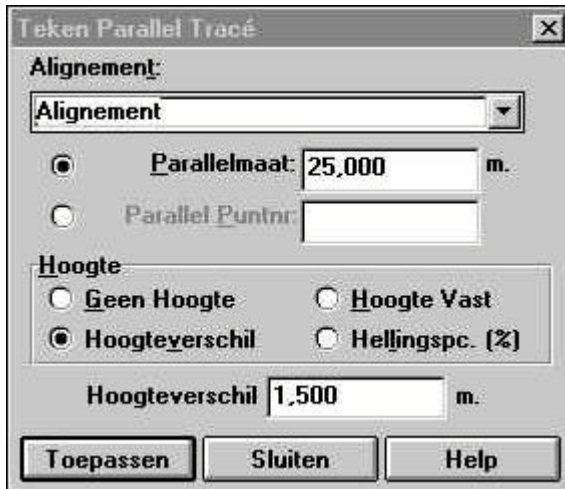 Teken Parallel Tracé
Alignement:
Alignement
Parallelmaat: 25,000 m.
Parallel Puntnr:
Hoogte
Geen Hoogte Hoogte Vast
Hoogteverschil Hellingspc. (%)
Hoogteverschil 1,500 m.
Toepassen Sluiten Help